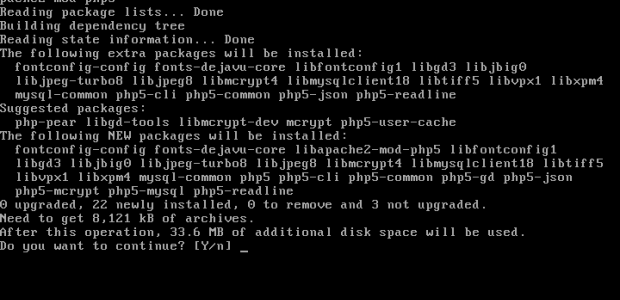 pache2-mod-php5
Reading package lists... Done
Building dependency tree
Reading state information... Done
The following extra packages will be installed:
fontconfig-config fonts-dejavu-core libfontconfig1 libgd3 libjbig0
libjpeg-turbo8 libjpeg8 libmcrypt4 libmysqlclient18 libtiff5 libvpx1 libxpm4
mysql-common php5-cli php5-common php5-json php5-readline
Suggested packages:
php-pear libgd-tools libmcrypt-dev mcrypt php5-user-cache
The following NEW packages will be installed:
fontconfig-config fonts-dejavu-core libapache2-mod-php5 libfontconfig1
libgd3 libjbig0 libjpeg-turbo8 libjpeg8 libmcrypt4 libmysqlclient18 libtiff5
libvpx1 libxpm4 mysql-common php5 php5-cli php5-common php5-gd php5-json
php5-mcrypt php5-mysql php5-readline
0 upgraded, 22 newly installed, 0 to remove and 3 not upgraded.
Need to get 8,121 kB of archives.
After this operation, 33.6 MB of additional disk space will be used.
Do you want to continue? [Y/n] _